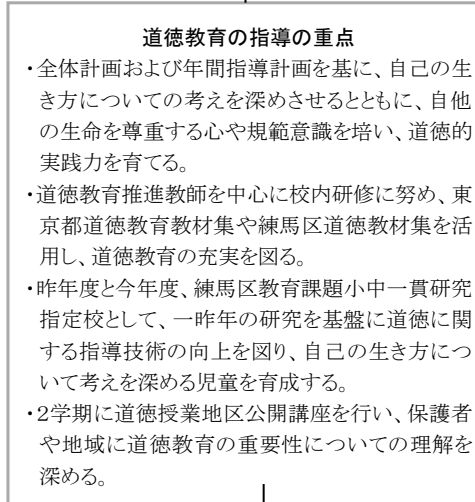 道徳教育の指導の重点
・全体計画および年間指導計画を基に、自己の生
き方についての考えを深めさせるとともに、自他
の生命を尊重する心や規範意識を培い、道徳的
実践力を育てる。
・道徳教育推進教師を中心に校内研修に努め、東
京都道徳教育教材集や練馬区道徳教材集を活
用し、道徳教育の充実を図る。
・昨年度と今年度、練馬区教育課題小中一貫研究
指定校として、一昨年の研究を基盤に道徳に関
する指導技術の向上を図り、自己の生き方につ
いて考えを深める児童を育成する。
・2学期に道徳授業地区公開講座を行い、保護者
や地域に道徳教育の重要性についての理解を
深める。